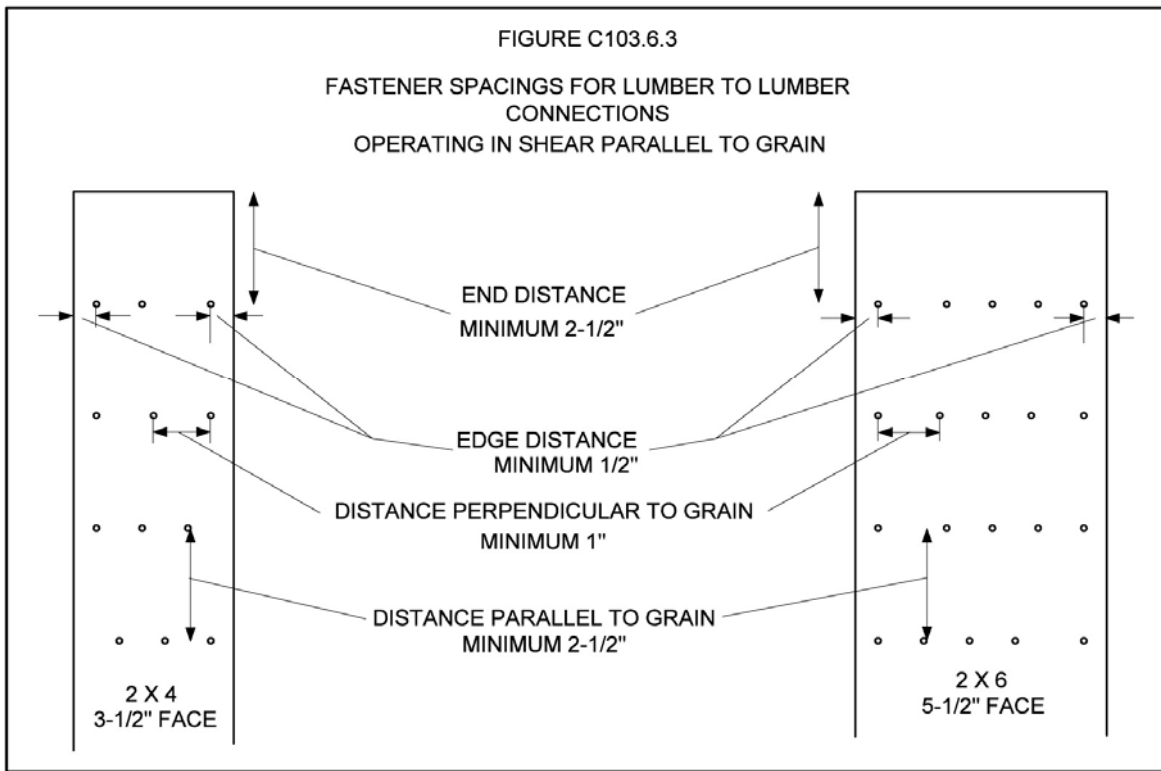 FIGURE C103.6.3
FASTENER SPACINGS FOR LUMBER TO LUMBER
CONNECTIONS
OPERATING IN SHEAR PARALLEL TO GRAIN
END DISTANCE
MINIMUM 2-1/2"
EDGE DISTANCE
MINIMUM 1/2"
DISTANCE PERPENDICULAR TO GRAIN
MINIMUM 1"
DISTANCE PARALLEL TO GRAIN
MINIMUM 2-1/2"
2 X 4
3-1/2" FACE
2 X 6
5-1/2" FACE